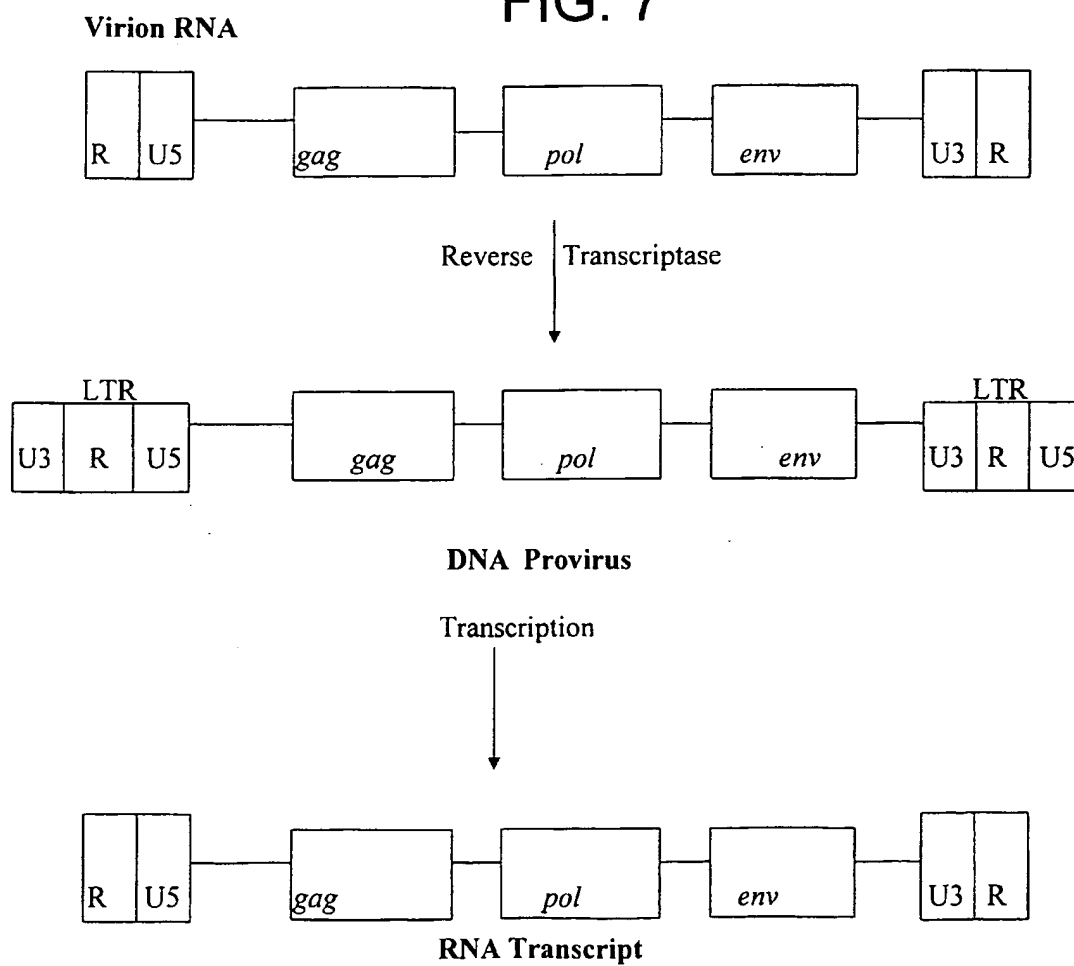 FIG. 7
Virion RNA
R U5 gag pol env U3 R
Reverse Transcriptase
LTR LTR
U3 R U5 gag pol env U3 R U5
DNA Provirus
Transcription
R U5 gag pol env U3 R
RNA Transcript